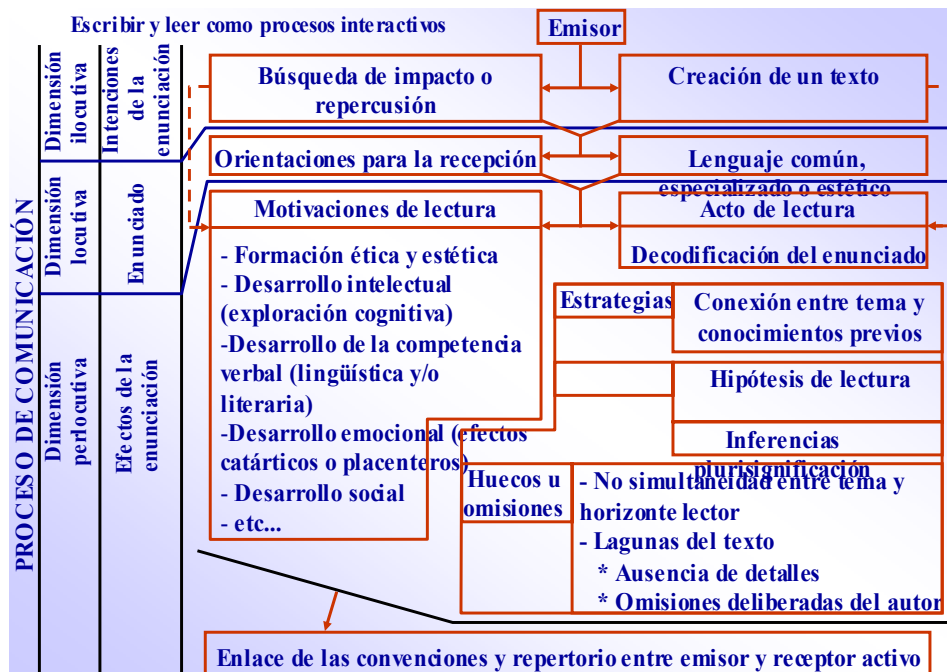 Escribir y leer como procesos interactivos
Emisor
PROCESO DE COMUNICACIÓN
Dimensión
ilocutiva
Intenciones
de la
enunciación
Búsqueda de impacto o
repercusión
Creación de un texto
Orientaciones para la recepción
Lenguaje común,
especializado o estético
Dimensión
locutiva
Enunciado
Motivaciones de lectura
- Formación ética y estética
- Desarrollo intelectual
(exploración cognitiva)
-Desarrollo de la competencia
verbal (lingüística y/o
literaria)
-Desarrollo emocional (efectos
catárticos o placenteros)
- Desarrollo social
- etc...
Acto de lectura
Decodificación del enunciado
Dimensión
perlocutiva
Efectos de la
enunciación
Estrategias
Conexión entre tema y
conocimientos previos
Hipótesis de lectura
Inferencias
plurisignificación
Huecos u
omisiones
- No simultaneidad entre tema y
horizonte lector
- Lagunas del texto
* Ausencia de detalles
* Omisiones deliberadas del autor
Enlace de las convenciones y repertorio entre emisor y receptor activo